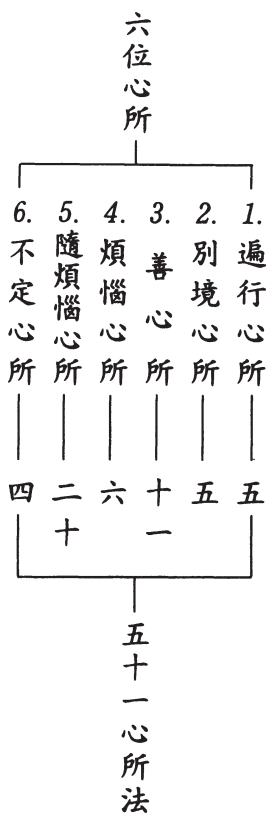 六位心所
1.遍行心所
2.別境心所
3.善心所
4.煩惱心所
5.隨煩惱心所
6.不定心所
五
五
十一
六
二十
四
五十一心所法